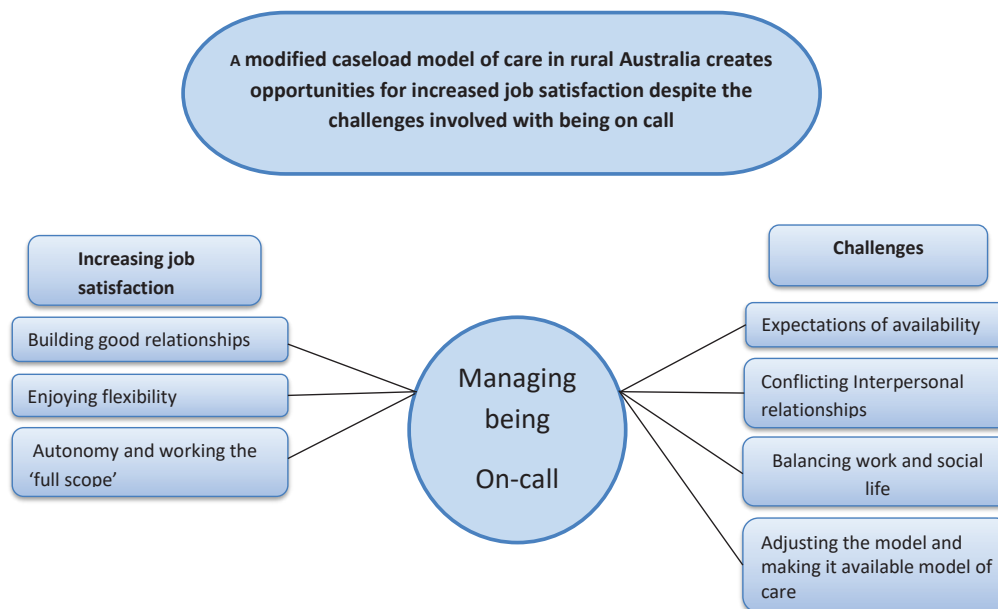 A modified caseload model of care in rural Australia creates
opportunities for increased job satisfaction despite the
challenges involved with being on call
Increasing job
satisfaction
Building good relationships
Enjoying flexibility
Autonomy and working the
‘full scope’
Managing
being
On-call
Challenges
Expectations of availability
Conflicting Interpersonal
relationships
Balancing work and social
life
Adjusting the model and
making it available model of
care